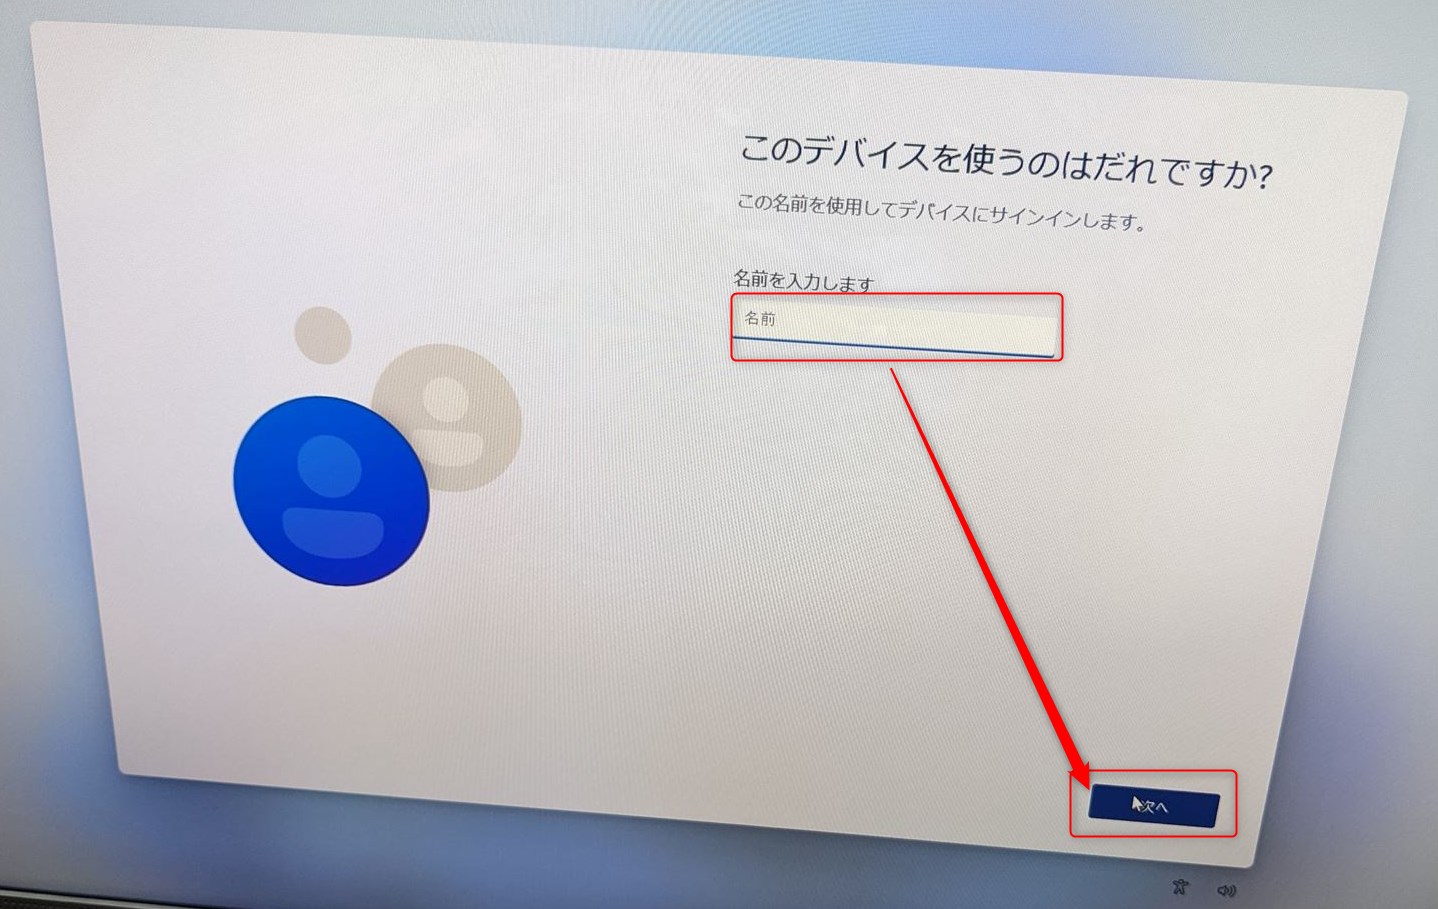 このデバイスを使うのはだれですか?
この名前を使用してデバイスにサインインします。
名前を入力します
名前
次へ